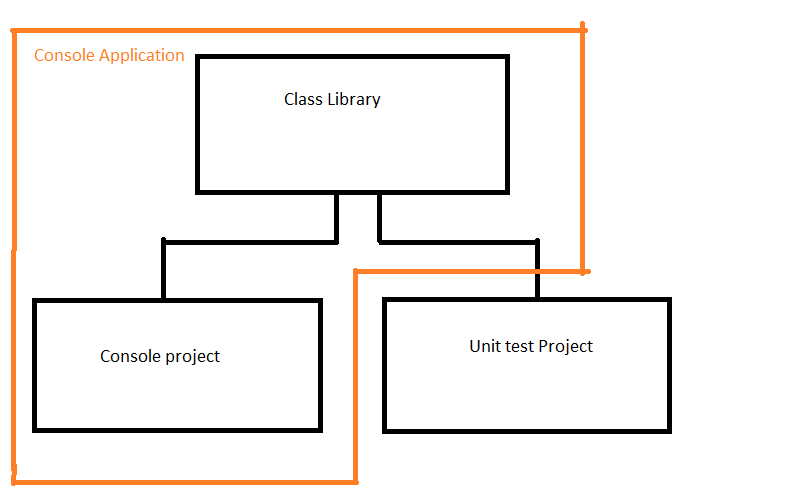 Console Application
Class Library
Console project
Unit test Project